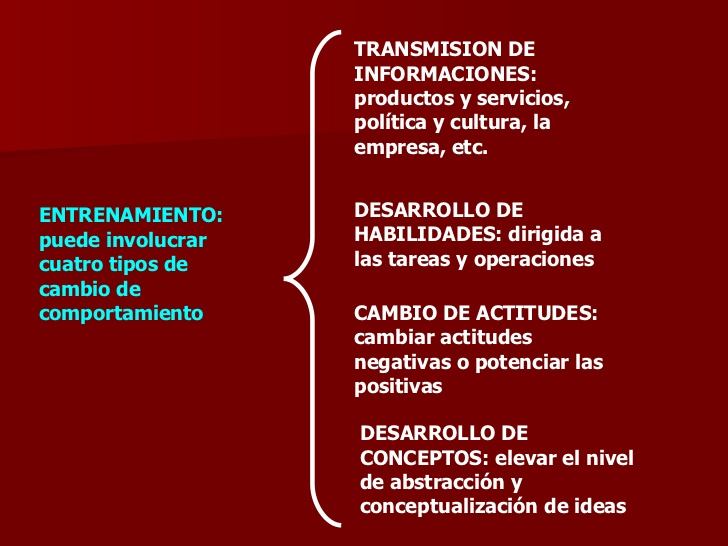 ENTRENAMIENTO:
puede involucrar
cuatro tipos de
cambio de
comportamiento
TRANSMISION DE
INFORMACIONES:
productos y servicios,
política y cultura, la
empresa, etc.
DESARROLLO DE
HABILIDADES: dirigida a
las tareas y operaciones
CAMBIO DE ACTITUDES:
cambiar actitudes
negativas o potenciar las
positivas
DESARROLLO DE
CONCEPTOS: elevar el nivel
de abstracción y
conceptualización de ideas